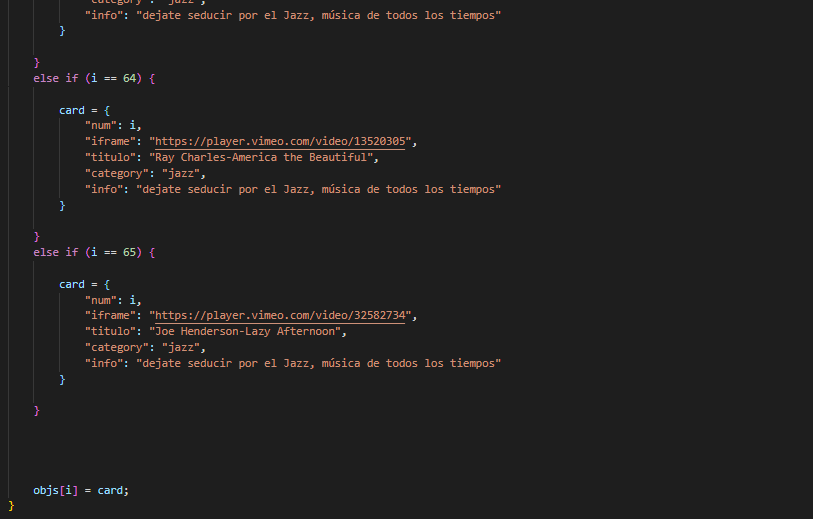 "category": "jazz",
"info": "dejate seducir por el Jazz, música de todos los tiempos"
}
}
else if (i == 64) {
card = {
"num": i,
"iframe": "https://player.vimeo.com/video/13520305",
"titulo": "Ray Charles-America the Beautiful",
"category": "jazz",
"info": "dejate seducir por el Jazz, música de todos los tiempos"
}
}
else if (i == 65) {
card = {
"num": i,
"iframe": "https://player.vimeo.com/video/32582734",
"titulo": "Joe Henderson-Lazy Afternoon",
"category": "jazz",
"info": "dejate seducir por el Jazz, música de todos los tiempos"
}
}
objs[i] = card;
}